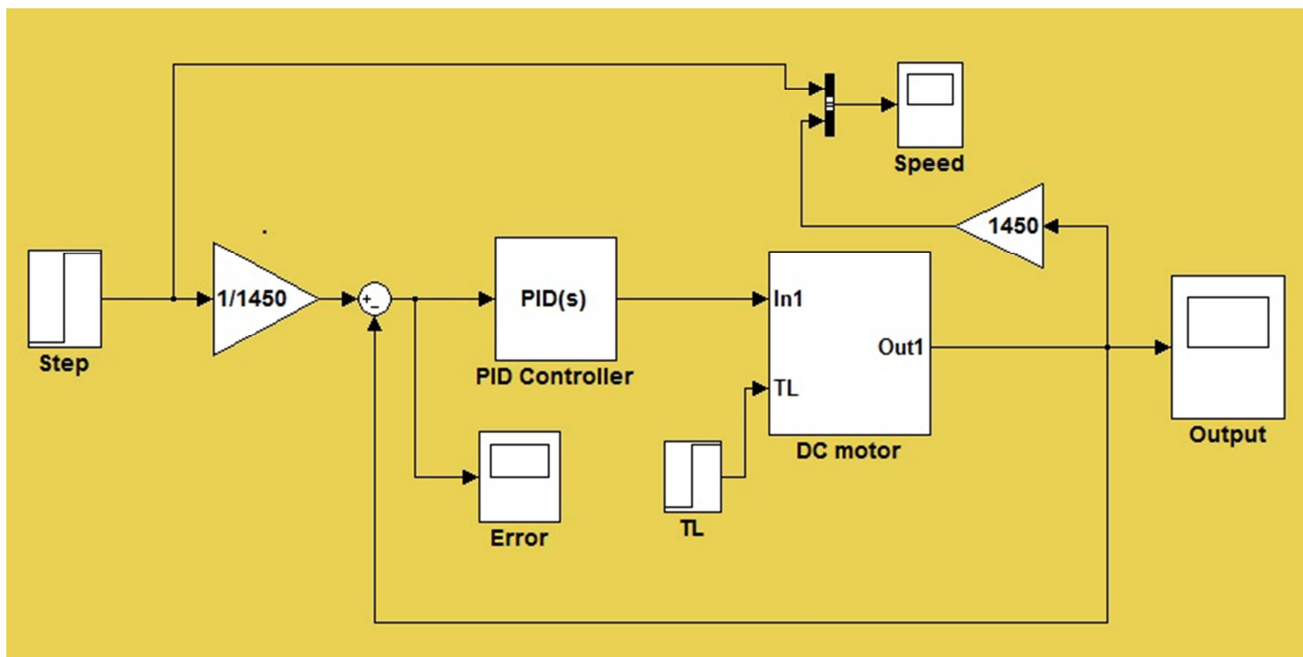 Speed
1450
Step
1/1450
+
-
PID(s)
PID Controller
In1
Out1
TL
DC motor
Output
Error
TL